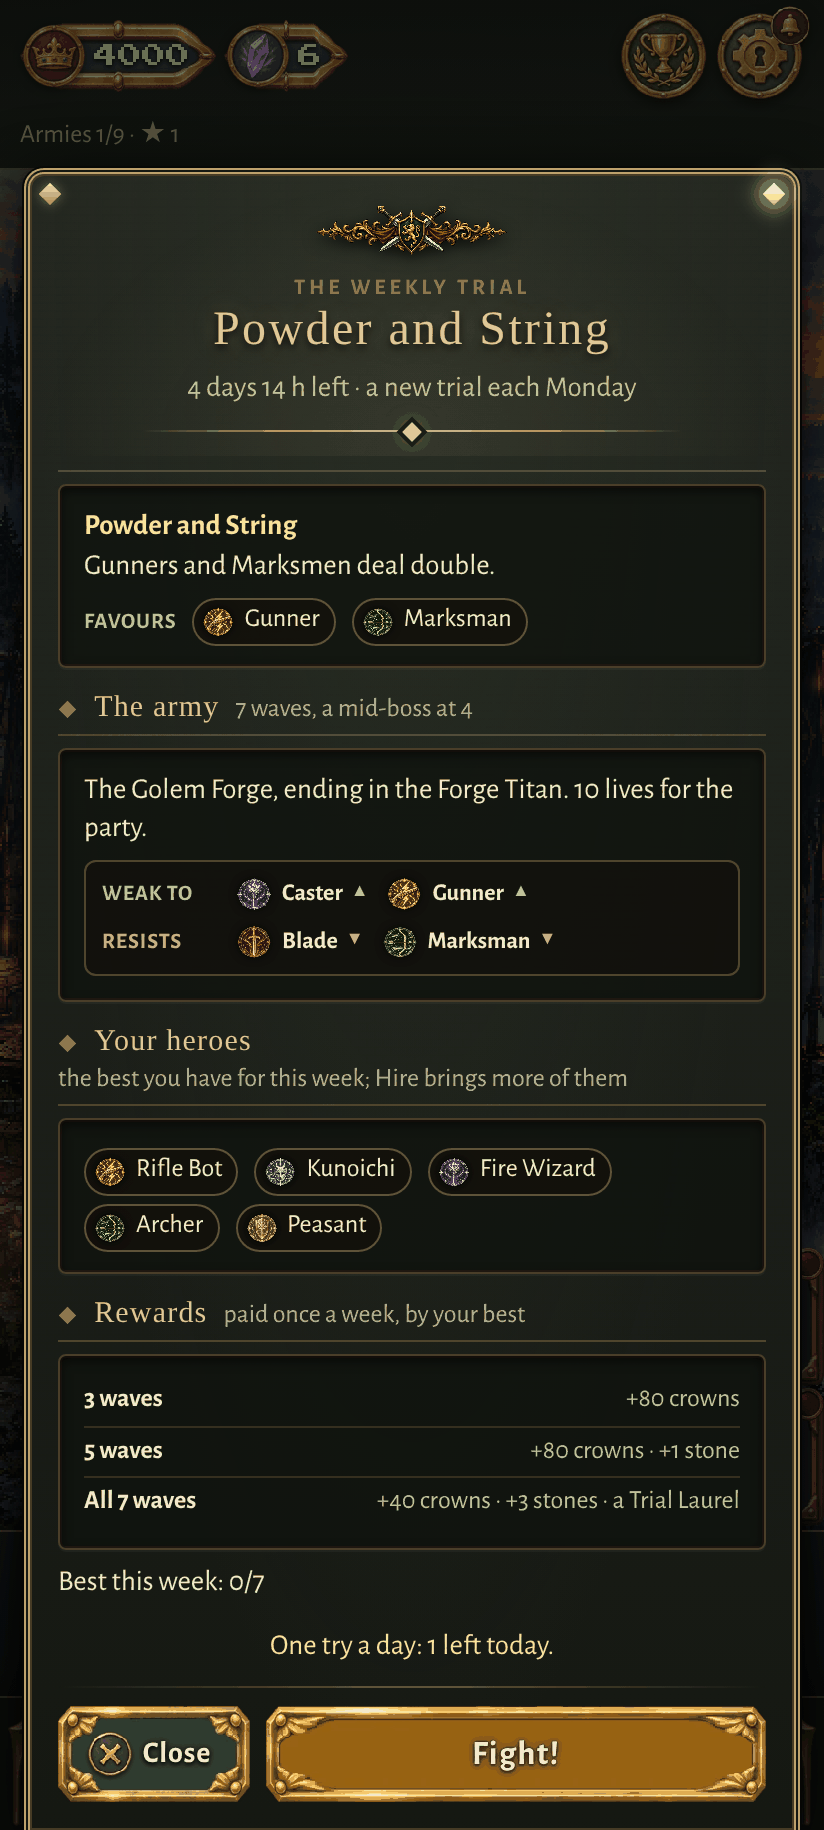 4000
6
Armies 1/9 · ★ 1
THE WEEKLY TRIAL
Powder and String
4 days 14 h left · a new trial each Monday
Powder and String
Gunners and Marksmen deal double.
FAVOURS Gunner Marksman
The army 7 waves, a mid-boss at 4
The Golem Forge, ending in the Forge Titan. 10 lives for the
party.
WEAK TO Caster ▲ Gunner ▲
RESISTS Blade ▼ Marksman ▼
Your heroes
the best you have for this week; Hire brings more of them
Rifle Bot Kunoichi Fire Wizard
Archer Peasant
Rewards paid once a week, by your best
3 waves +80 crowns
5 waves +80 crowns · +1 stone
All 7 waves +40 crowns · +3 stones · a Trial Laurel
Best this week: 0/7
One try a day: 1 left today.
Close Fight!